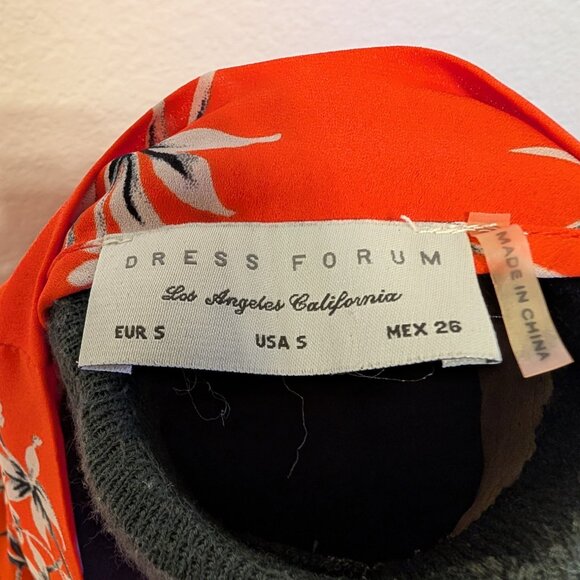 DRESS FORUM
Los Angeles California
EUR S USA S MEX 26
MADE IN CHINA